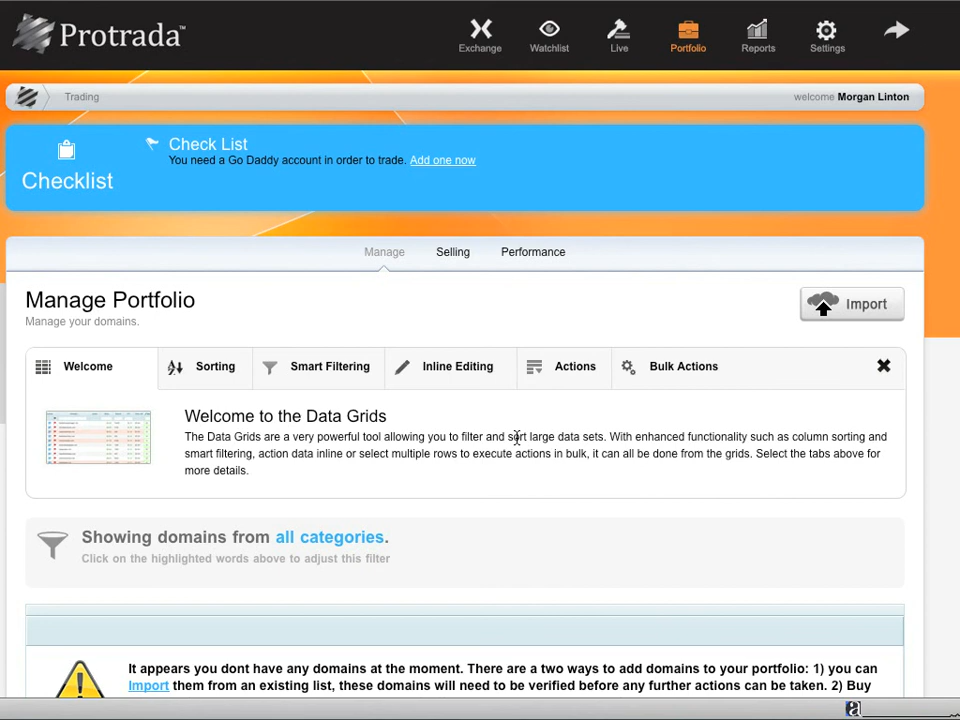 Protrada™
Exchange
Watchlist
Live
Portfolio
Reports
Settings
Trading
welcome Morgan Linton
Checklist
Check List
You need a Go Daddy account in order to trade. Add one now
Manage
Selling
Performance
Manage Portfolio
Manage your domains.
Import
Welcome
Sorting
Smart Filtering
Inline Editing
Actions
Bulk Actions
Welcome to the Data Grids
The Data Grids are a very powerful tool allowing you to filter and sort large data sets. With enhanced functionality such as column sorting and
smart filtering, action data inline or select multiple rows to execute actions in bulk, it can all be done from the grids. Select the tabs above for
more details.
Showing domains from all categories.
Click on the highlighted words above to adjust this filter
It appears you dont have any domains at the moment. There are a two ways to add domains to your portfolio: 1) you can
Import them from an existing list, these domains will need to be verified before any further actions can be taken. 2) Buy